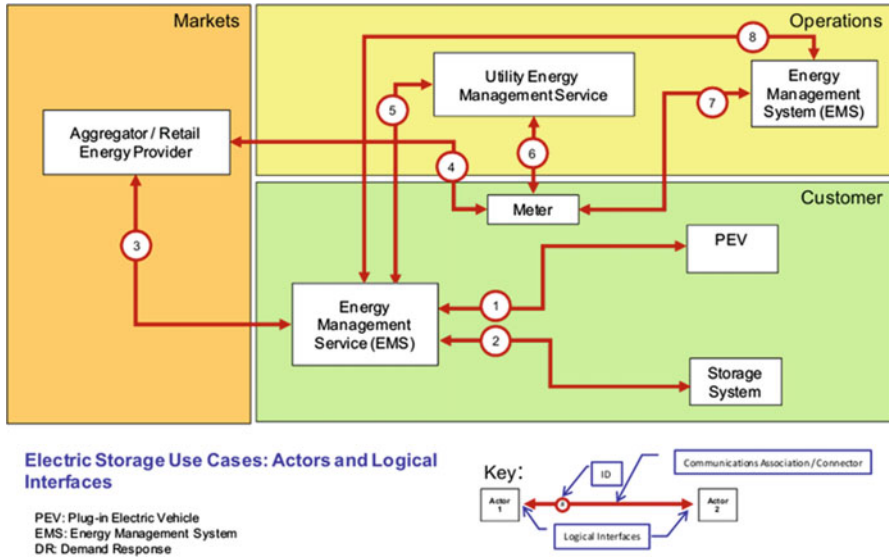 Markets
Operations
8
Utility Energy
Management Service
Energy
Management
System (EMS)
5
7
Aggregator / Retail
Energy Provider
4
6
Customer
Meter
PEV
3
1
Energy
Management
Service (EMS)
2
Storage
System
Electric Storage Use Cases: Actors and Logical
Interfaces
PEV: Plug-in Electric Vehicle
EMS: Energy Management System
DR: Demand Response
Key:
ID
Communications Association / Connector
Actor
1
Actor
2
Logical Interfaces